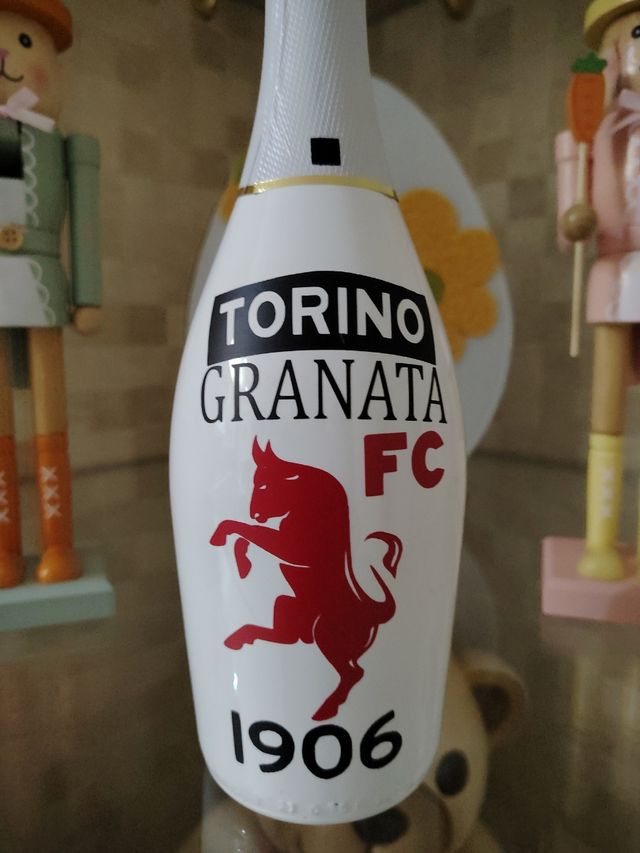 TORINO
GRANATA
FC
1906